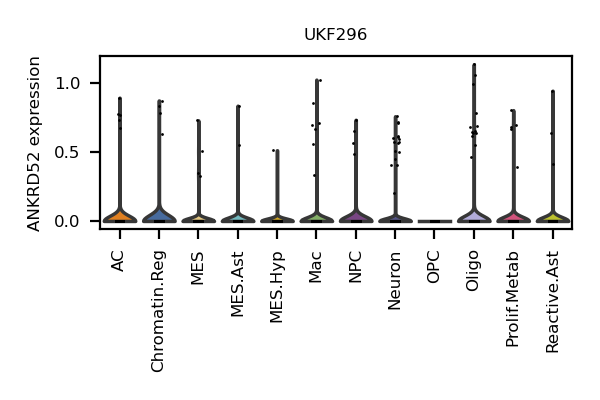 UKF296
ANKRD52 expression
1.0
0.5
0.0
AC
Chromatin.Reg
MES
MES.Ast
MES.Hyp
Mac
NPC
Neuron
OPC
Oligo
Prolif.Metab
Reactive.Ast